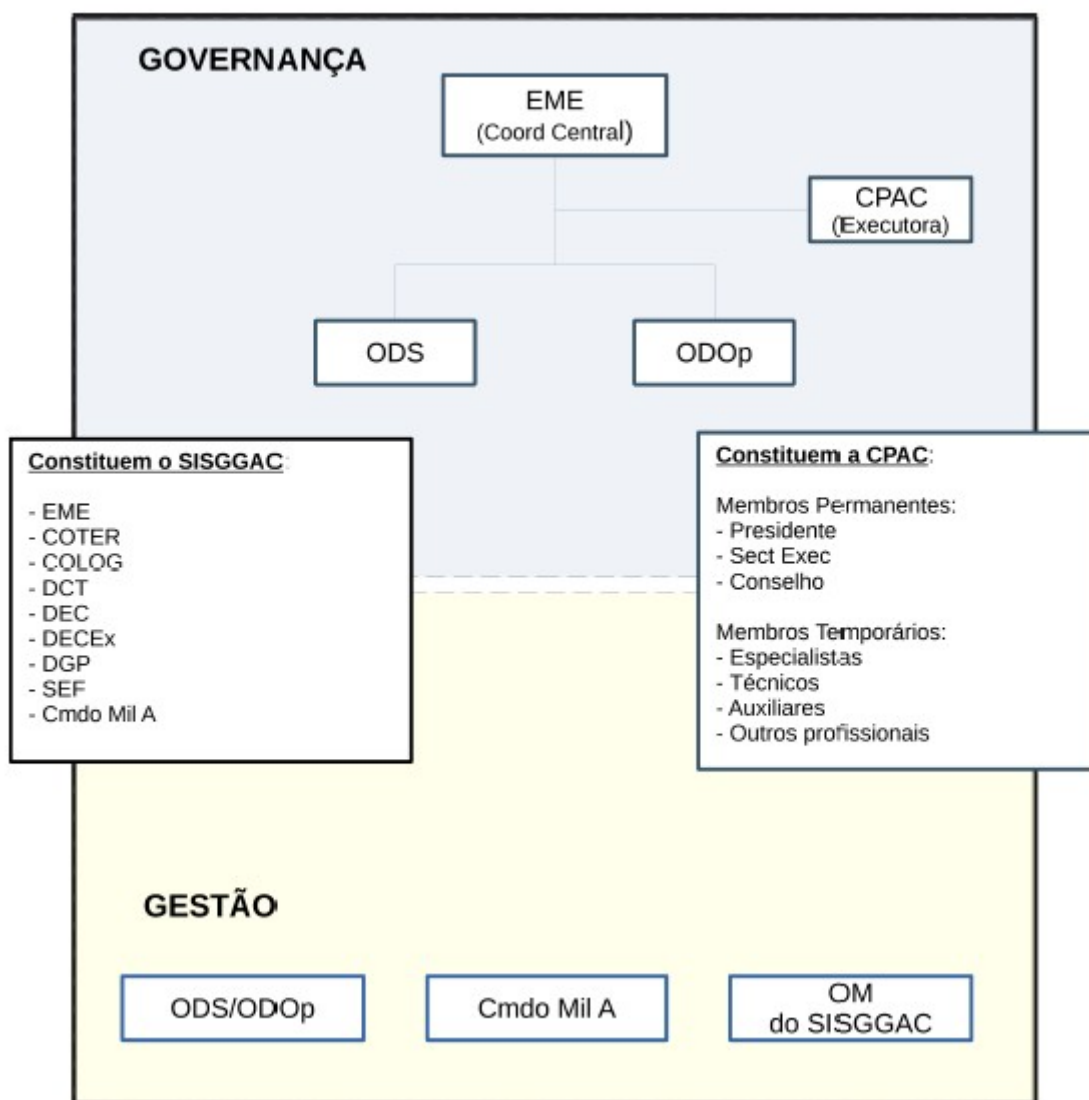 GOVERNANÇA
EME
(Coord Central)
CPAC
(Executora)
ODS
ODOp
Constituem o SISGGAC:
- EME
- COTER
- COLOG
- DCT
- DEC
- DECEx
- DGP
- SEF
- Cmdo Mil A
Constituem a CPAC:
Membros Permanentes:
- Presidente
- Sect Exec
- Conselho
Membros Temporários:
- Especialistas
- Técnicos
- Auxiliares
- Outros profissionais
GESTÃO
ODS/ODOp
Cmdo Mil A
OM
do SISGGAC